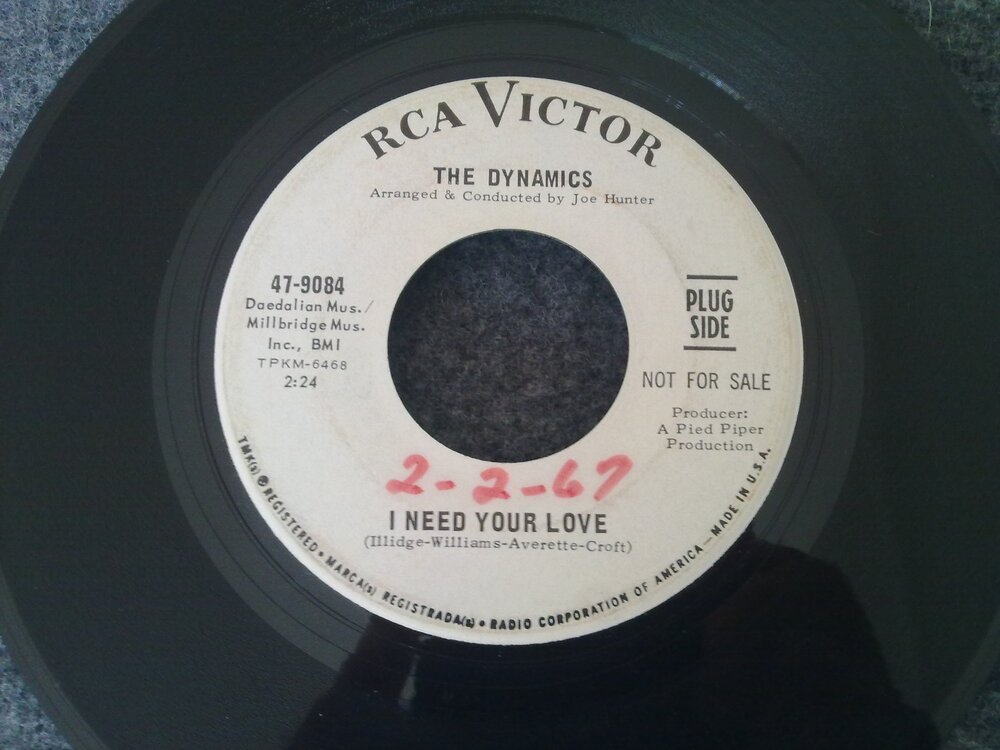 RCA VICTOR
THE DYNAMICS
Arranged & Conducted by Joe Hunter
47-9084
Daedalian Mus./
Millbridge Mus.
Inc., BMI
TPKM-6468
2:24
PLUG
SIDE
NOT FOR SALE
Producer:
A Pied Piper
Production
2-2-67
I NEED YOUR LOVE
(Illidge-Williams-Averette-Croft)
TMK(s) ® REGISTERED • MARCA(s) REGISTRADA(s) • RADIO CORPORATION OF AMERICA — MADE IN U.S.A.